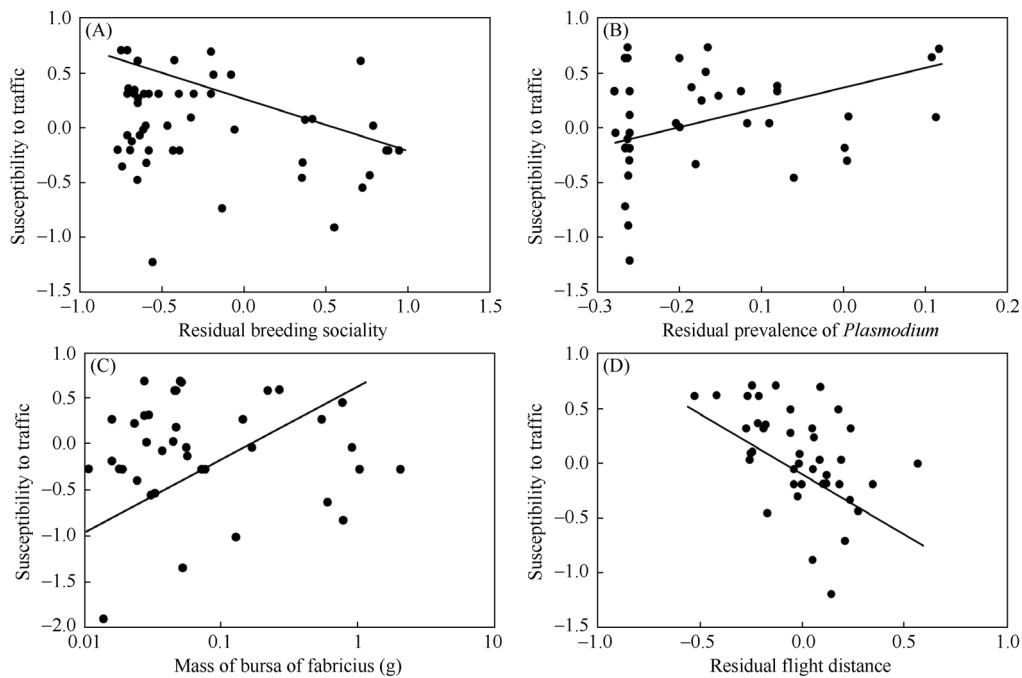 (A)
Susceptibility to traffic
1.0
0.5
0.0
–0.5
–1.0
–1.5
–1.0 –0.5 0.0 0.5 1.0 1.5
Residual breeding sociality
(B)
Susceptibility to traffic
1.0
0.5
0.0
–0.5
–1.0
–1.5
–0.3 –0.2 0.1 0.0 0.1 0.2
Residual prevalence of Plasmodium
(C)
Susceptibility to traffic
1.0
0.5
0.0
–0.5
–1.0
–1.5
–2.0
0.01 0.1 1 10
Mass of bursa of fabricius (g)
(D)
Susceptibility to traffic
1.0
0.5
0.0
–0.5
–1.0
–1.5
–1.0 –0.5 0.0 0.5 1.0
Residual flight distance